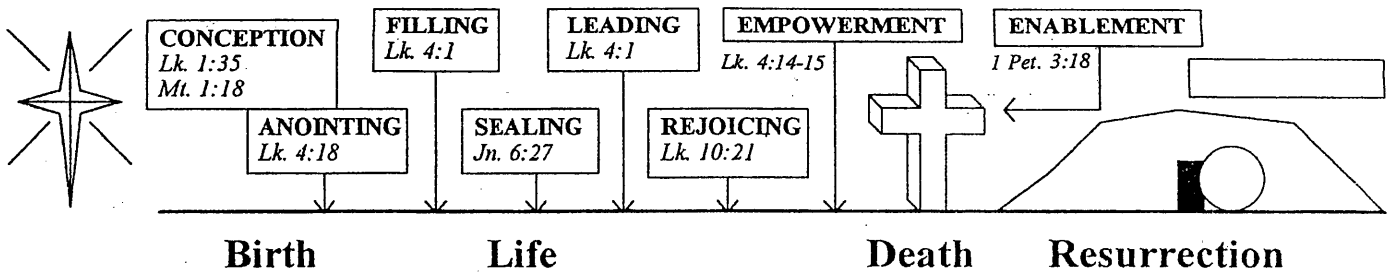 CONCEPTION
Lk. 1:35
Mt. 1:18
ANOINTING
Lk. 4:18
FILLING
Lk. 4:1
SEALING
Jn. 6:27
LEADING
Lk. 4:1
REJOICING
Lk. 10:21
EMPOWERMENT
Lk. 4:14-15
ENABLEMENT
1 Pet. 3:18
Birth
Life
Death
Resurrection